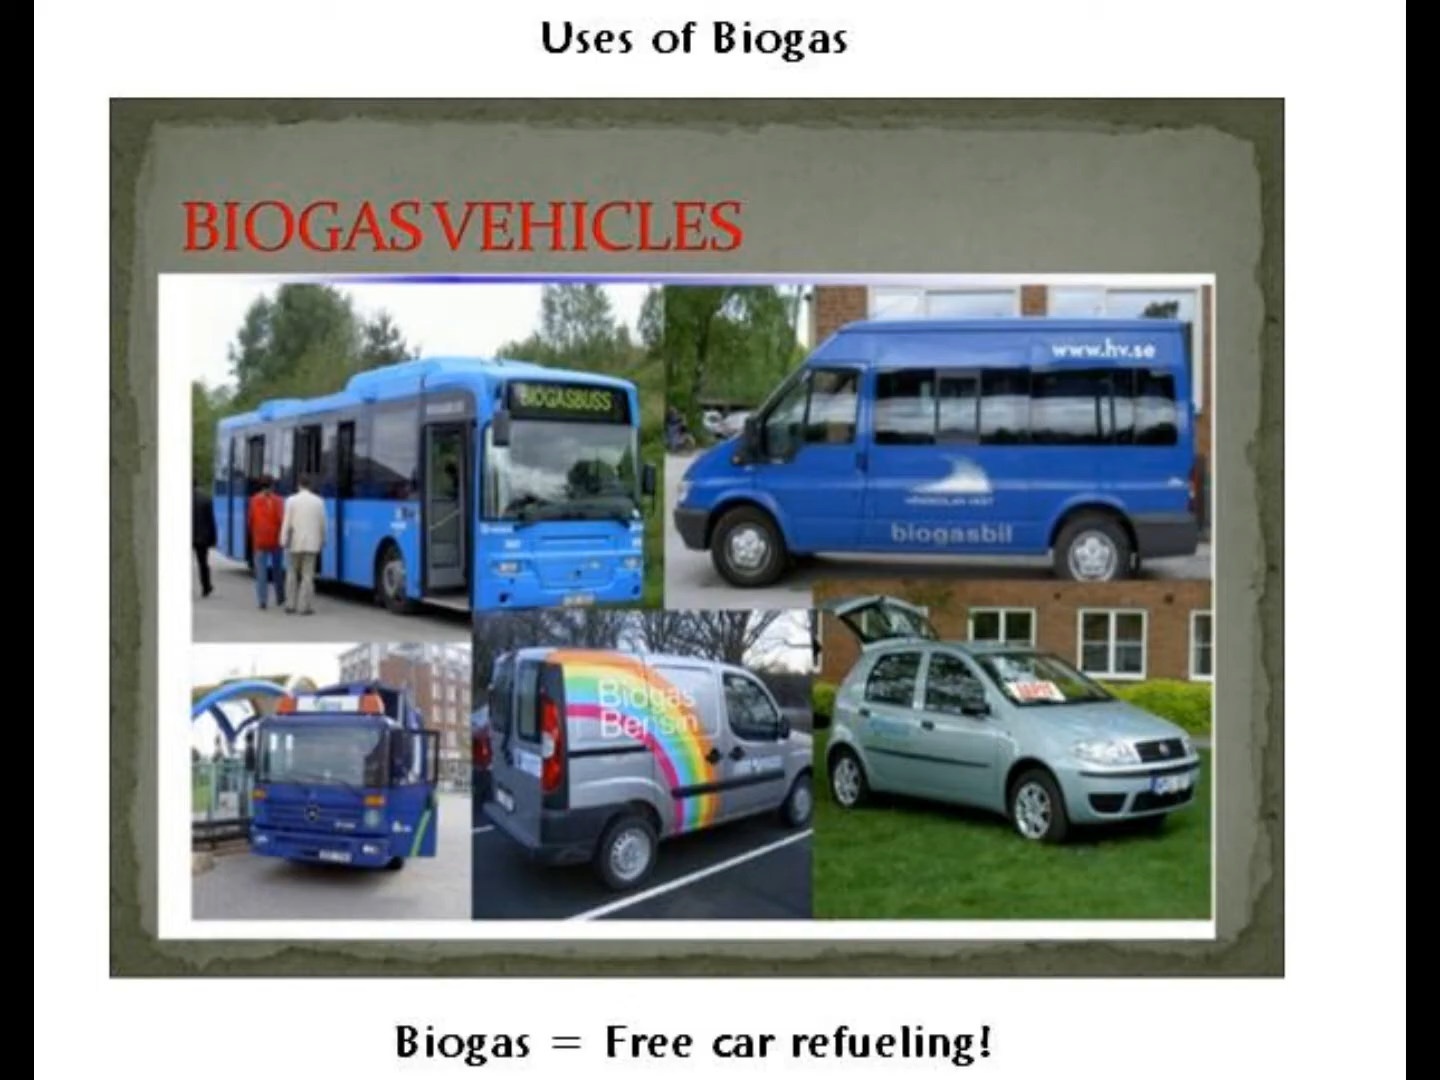 Uses of Biogas
BIOGAS VEHICLES
BIOGASBUSS
www.hv.se
biogasbil
Biogas
Bensin
Biogas = Free car refueling!